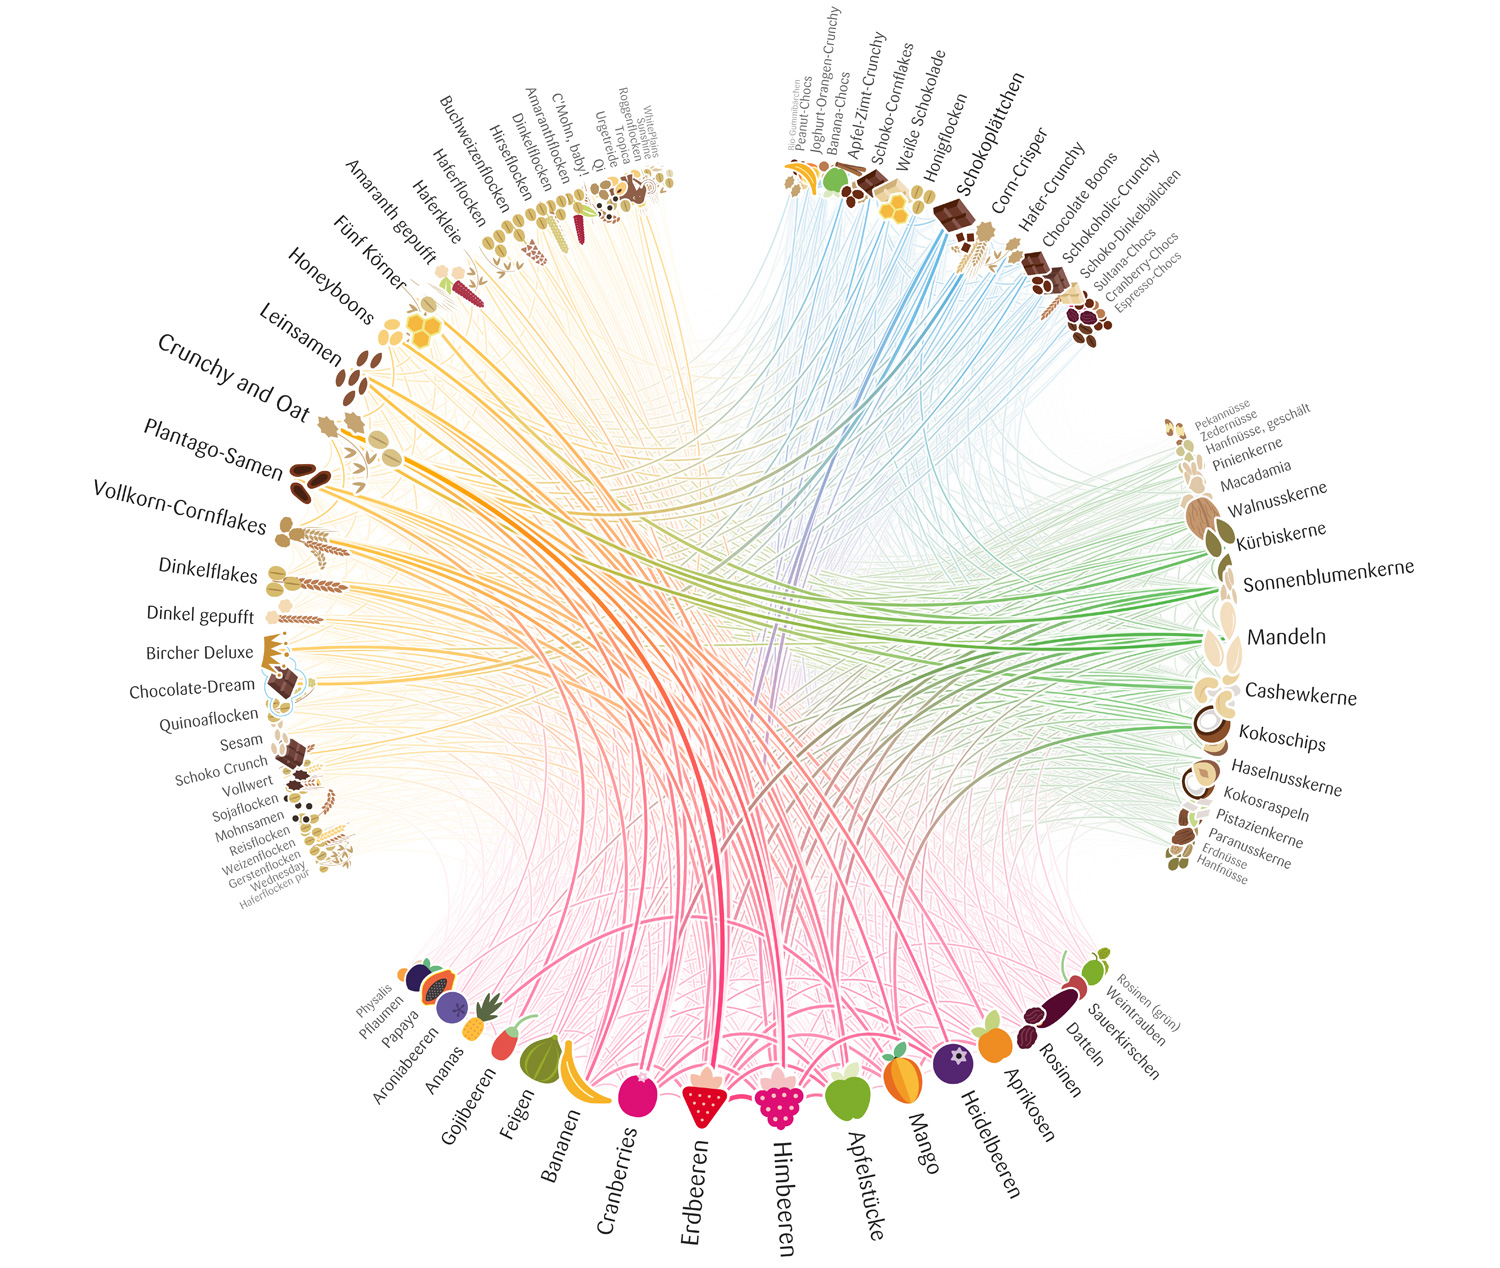 Bio-Gummibärchen
Peanut-Chocs
Joghurt-Orangen-Crunchy
Banana-Chocs
Apfel-Zimt-Crunchy
Schoko-Cornflakes
Weiße Schokolade
Honigflocken
Schokoplättchen
Corn-Crisper
Hafer-Crunchy
Chocolate Boons
Schokoholic-Crunchy
Schoko-Dinkelbällchen
Sultana-Chocs
Cranberry-Chocs
Espresso-Chocs
Pekannüsse
Zedernüsse
Hanfnüsse, geschält
Pinienkerne
Macadamia
Walnusskerne
Kürbiskerne
Sonnenblumenkerne
Mandeln
Cashewkerne
Kokoschips
Haselnusskerne
Kokosraspeln
Pistazienkerne
Paranusskerne
Erdnüsse
Hanfnüsse
Rosinen (grün)
Weintrauben
Sauerkirschen
Datteln
Rosinen
Aprikosen
Heidelbeeren
Mango
Apfelstücke
Himbeeren
Erdbeeren
Cranberries
Bananen
Feigen
Gojibeeren
Ananas
Aroniabeeren
Papaya
Pflaumen
Physalis
Haferflocken pur
Wednesday
Gerstenflocken
Weizenflocken
Reisflocken
Mohnsamen
Sojaflocken
Vollwert
Schoko Crunch
Sesam
Quinoaflocken
Chocolate-Dream
Bircher Deluxe
Dinkel gepufft
Dinkelflakes
Vollkorn-Cornflakes
Plantago-Samen
Crunchy and Oat
Leinsamen
Honeyboons
Fünf Körner
Amaranth gepufft
Haferkleie
Haferflocken
Buchweizenflocken
Hirseflocken
Dinkelflocken
Amaranthflocken
C'Mohn, baby!
Q!
Urgetreide
Tropica
Roggenflocken
Sunshine
WhitePlains